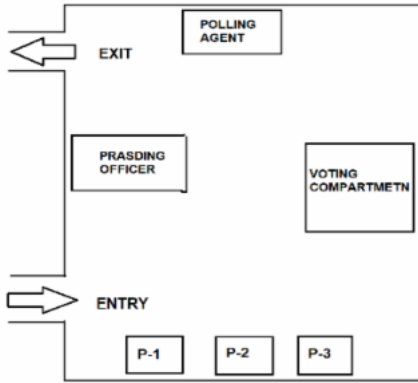 POLLING
AGENT
EXIT
PRASDING
OFFICER
VOTING
COMPARTMETN
ENTRY
P-1
P-2
P-3